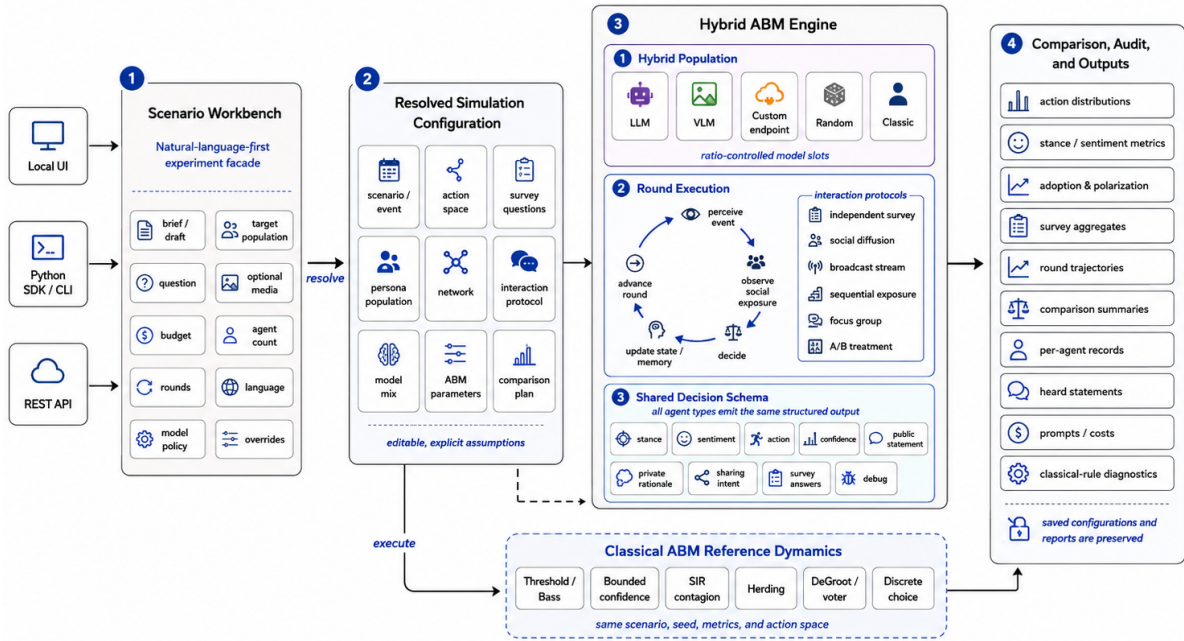 Local UI
Python
SDK / CLI
REST API
1
Scenario Workbench
Natural-language-first
experiment facade
brief /
draft
target
population
question
optional
media
budget
agent
count
rounds
language
model
policy
overrides
resolve
2
Resolved Simulation
Configuration
scenario /
event
action
space
survey
questions
persona
population
network
interaction
protocol
model
mix
ABM
parameters
comparison
plan
editable, explicit assumptions
execute
3
Hybrid ABM Engine
1 Hybrid Population
LLM
VLM
Custom
endpoint
Random
Classic
ratio-controlled model slots
2 Round Execution
perceive
event
observe
social
exposure
decide
update state /
memory
advance
round
interaction protocols
independent survey
social diffusion
broadcast stream
sequential exposure
focus group
A/B treatment
3 Shared Decision Schema
all agent types emit the same structured output
stance
sentiment
action
confidence
public
statement
private
rationale
sharing
intent
survey
answers
debug
Classical ABM Reference Dynamics
Threshold /
Bass
Bounded
confidence
SIR
contagion
Herding
DeGroot /
voter
Discrete
choice
same scenario, seed, metrics, and action space
4
Comparison, Audit,
and Outputs
action distributions
stance / sentiment metrics
adoption & polarization
survey aggregates
round trajectories
comparison summaries
per-agent records
heard statements
prompts / costs
classical-rule diagnostics
saved configurations and
reports are preserved